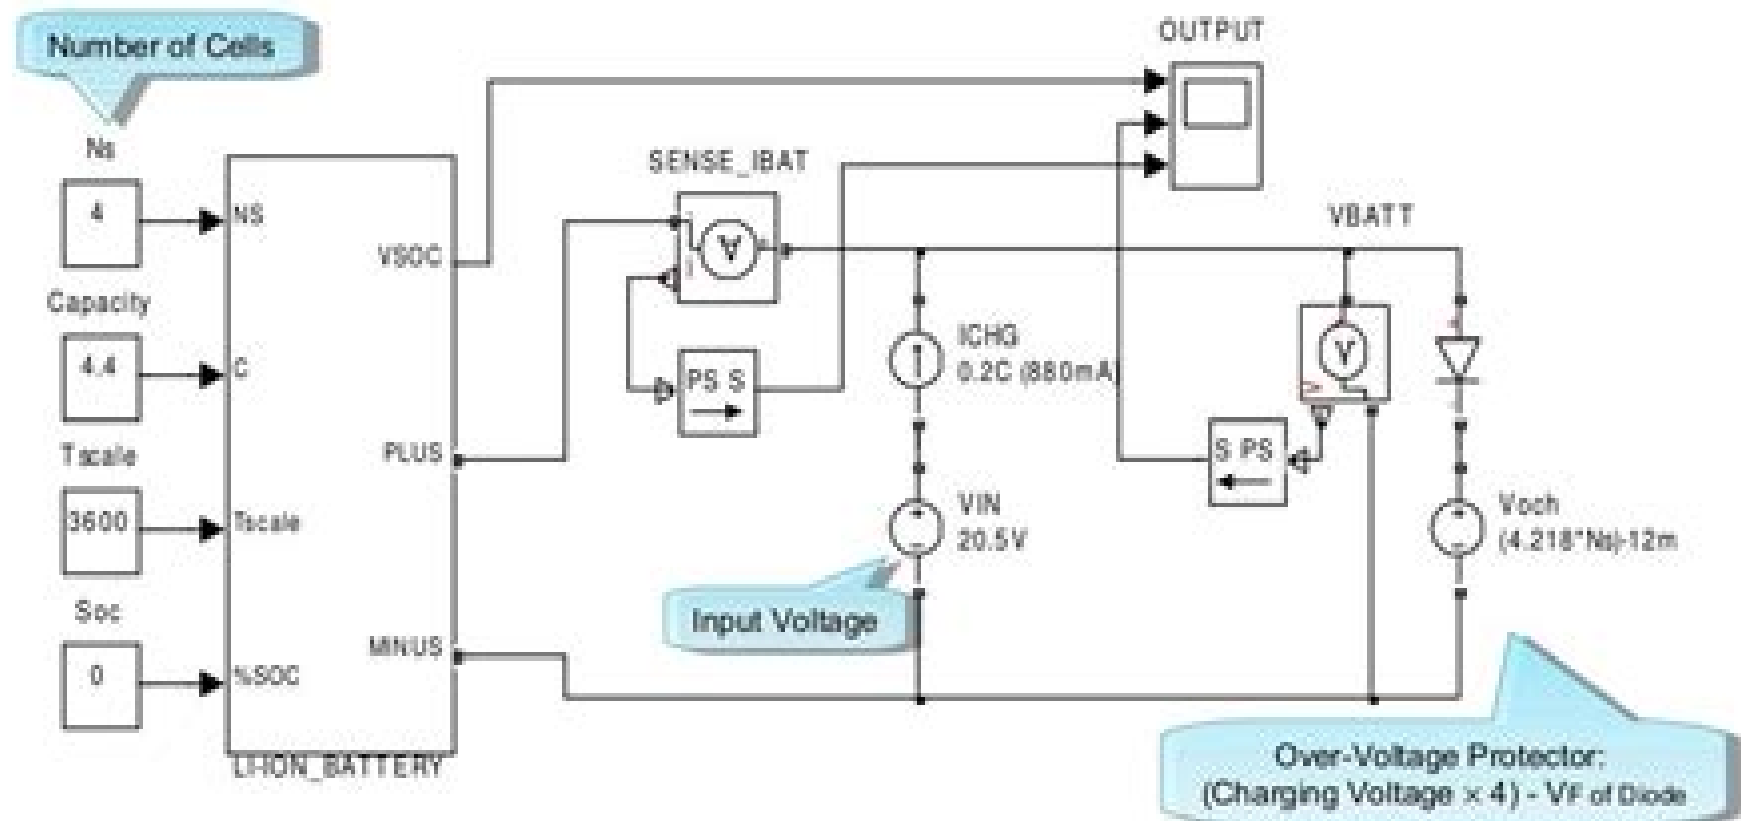 Number of Cells
OUTPUT
Ns
4
NS
Capacity
4.4
C
Tscale
3600
Tscale
Soc
0
%SOC
VSOC
PLUS
MINUS
LI-ION_BATTERY
SENSE_IBAT
A
PS S
ICHG
0.2C (880mA)
VIN
20.5V
Input Voltage
VBATT
V
S PS
Voch
(4.218*Ns)-12m
Over-Voltage Protector:
(Charging Voltage × 4) - VF of Diode